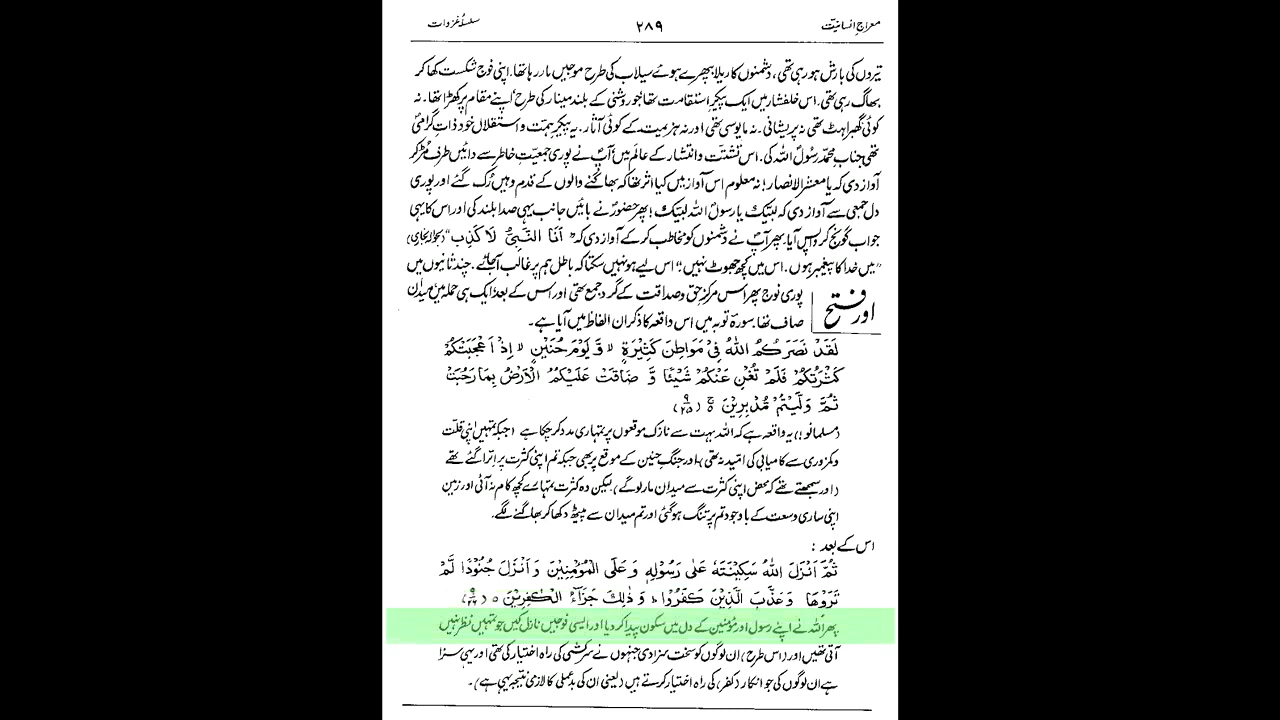 معراجِ انسانیت ۲۸۹ سلسلۂ غزوات
تیروں کی بارش ہو رہی تھی، دشمنوں کا ریلا بپھرے ہوئے سیلاب کی طرح موجیں مار رہا تھا۔ اپنی فوج شکست کھا کر
بھاگ رہی تھی۔ اس خلفشار میں ایک پیکرِ استقامت تھا جو روشنی کے بلند مینار کی طرح اپنے مقام پر کھڑا تھا۔ نہ
کوئی گھبراہٹ تھی نہ پریشانی۔ نہ مایوسی تھی اور نہ ہزیمت کے کوئی آثار۔ یہ پیکرِ ہمت و استقلال خود ذاتِ گرامیؐ
تھی جناب محمد رسولؐ اللہ کی۔ اس تشتّت و انتشار کے عالم میں آپؐ نے پوری جمعیتِ خاطر سے دائیں طرف مُڑ کر
آواز دی کہ یا معشر الانصار! نہ معلوم اس آواز میں کیا اثر تھا کہ بھاگنے والوں کے قدم وہیں رُک گئے اور پوری
دل جمعی سے آواز دی کہ لبیک یا رسولؐ اللہ لبیک! پھر حضورؐ نے بائیں جانب یہی صدا بلند کی اور اس کا یہی
جواب گونج کر واپس آیا۔ پھر آپؐ نے دشمنوں کو مخاطب کر کے آواز دی کہ "اَنَا النَّبِیُّ لَا کَذِب" (بحوالہ بخاری)
"میں خدا کا پیغمبر ہوں۔ اس میں کچھ جھوٹ نہیں" اس لیے ہو نہیں سکتا کہ باطل ہم پر غالب آجائے۔ چند ثانیوں میں
اور فتح
پوری فوج پھر اس مرکزِ حق و صداقت کے گرد جمع تھی اور اس کے بعد ایک ہی حملہ میں میدان
صاف تھا۔ سورۂ توبہ میں اس واقعہ کا ذکر ان الفاظ میں آیا ہے۔
لَقَدْ نَصَرَکُمُ اللّٰہُ فِیْ مَوَاطِنَ کَثِیْرَۃٍ ۙ وَّ یَوْمَ حُنَیْنٍ ۙ اِذْ اَعْجَبَتْکُمْ
کَثْرَتُکُمْ فَلَمْ تُغْنِ عَنْکُمْ شَیْئًا وَّ ضَاقَتْ عَلَیْکُمُ الْاَرْضُ بِمَا رَحُبَتْ
ثُمَّ وَلَّیْتُمْ مُّدْبِرِیْنَ ۚ ۵ (۹/۲۵)
(مسلمانو!) یہ واقعہ ہے کہ اللہ بہت سے نازک موقعوں پر تمہاری مدد کر چکا ہے (جبکہ تمہیں اپنی قلت
و کمزوری سے کامیابی کی امید نہ تھی) اور جنگِ حنین کے موقع پر بھی جبکہ تم اپنی کثرت پر اِترا گئے تھے
(اور سمجھتے تھے کہ محض اپنی کثرت سے میدان مار لو گے) لیکن وہ کثرت تمہارے کچھ کام نہ آئی اور زمین
اپنی ساری وسعت کے باوجود تم پر تنگ ہو گئی اور تم میدان سے پیٹھ دکھا کر بھاگنے لگے۔
اس کے بعد :
ثُمَّ اَنْزَلَ اللّٰہُ سَکِیْنَتَہٗ عَلٰی رَسُوْلِہٖ وَ عَلَی الْمُؤْمِنِیْنَ وَ اَنْزَلَ جُنُوْدًا لَّمْ
تَرَوْھَا وَ عَذَّبَ الَّذِیْنَ کَفَرُوْا ؕ وَ ذٰلِکَ جَزَآءُ الْکٰفِرِیْنَ ۵ (۹/۲۶)
پھر اللہ نے اپنے رسول اور مومنین کے دل میں سکون پیدا کر دیا اور ایسی فوجیں نازل کیں جو تمہیں نظر نہیں
آتی تھیں اور (اس طرح) ان لوگوں کو سخت سزا دی جنہوں نے سرکشی کی راہ اختیار کی تھی اور یہی سزا
ہے ان لوگوں کی جو انکار (کفر) کی راہ اختیار کرتے ہیں (یعنی ان کی بدعملی کا لازمی نتیجہ یہی ہے)۔